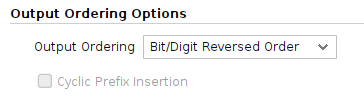 Output Ordering Options
Output Ordering Bit/Digit Reversed Order
Cyclic Prefix Insertion